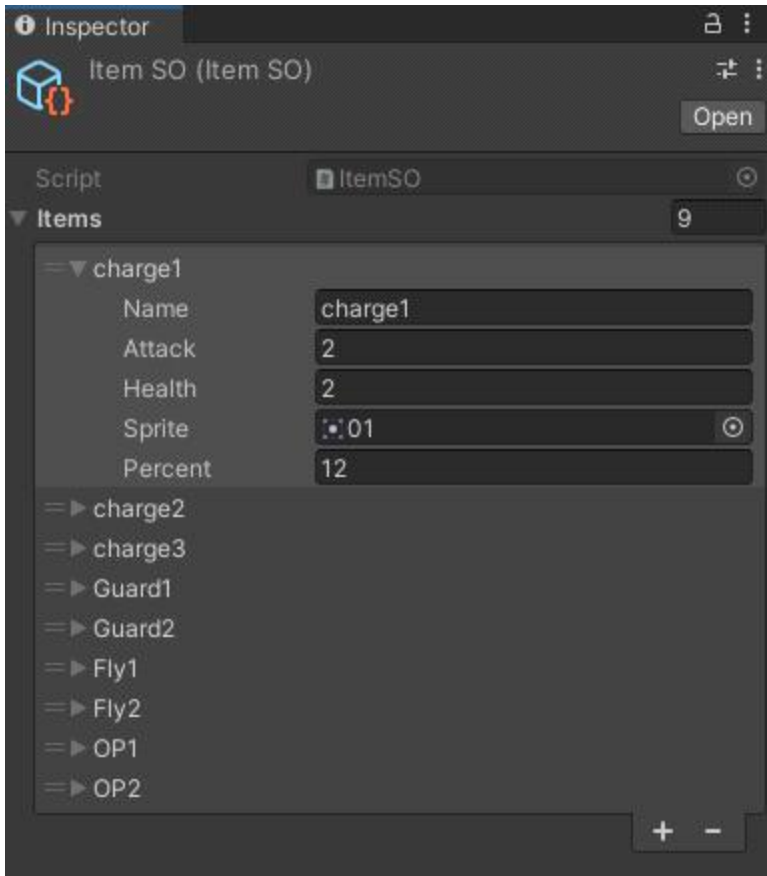 Inspector
Item SO (Item SO)
Open
Script ItemSO
Items 9
charge1
Name charge1
Attack 2
Health 2
Sprite 01
Percent 12
charge2
charge3
Guard1
Guard2
Fly1
Fly2
OP1
OP2